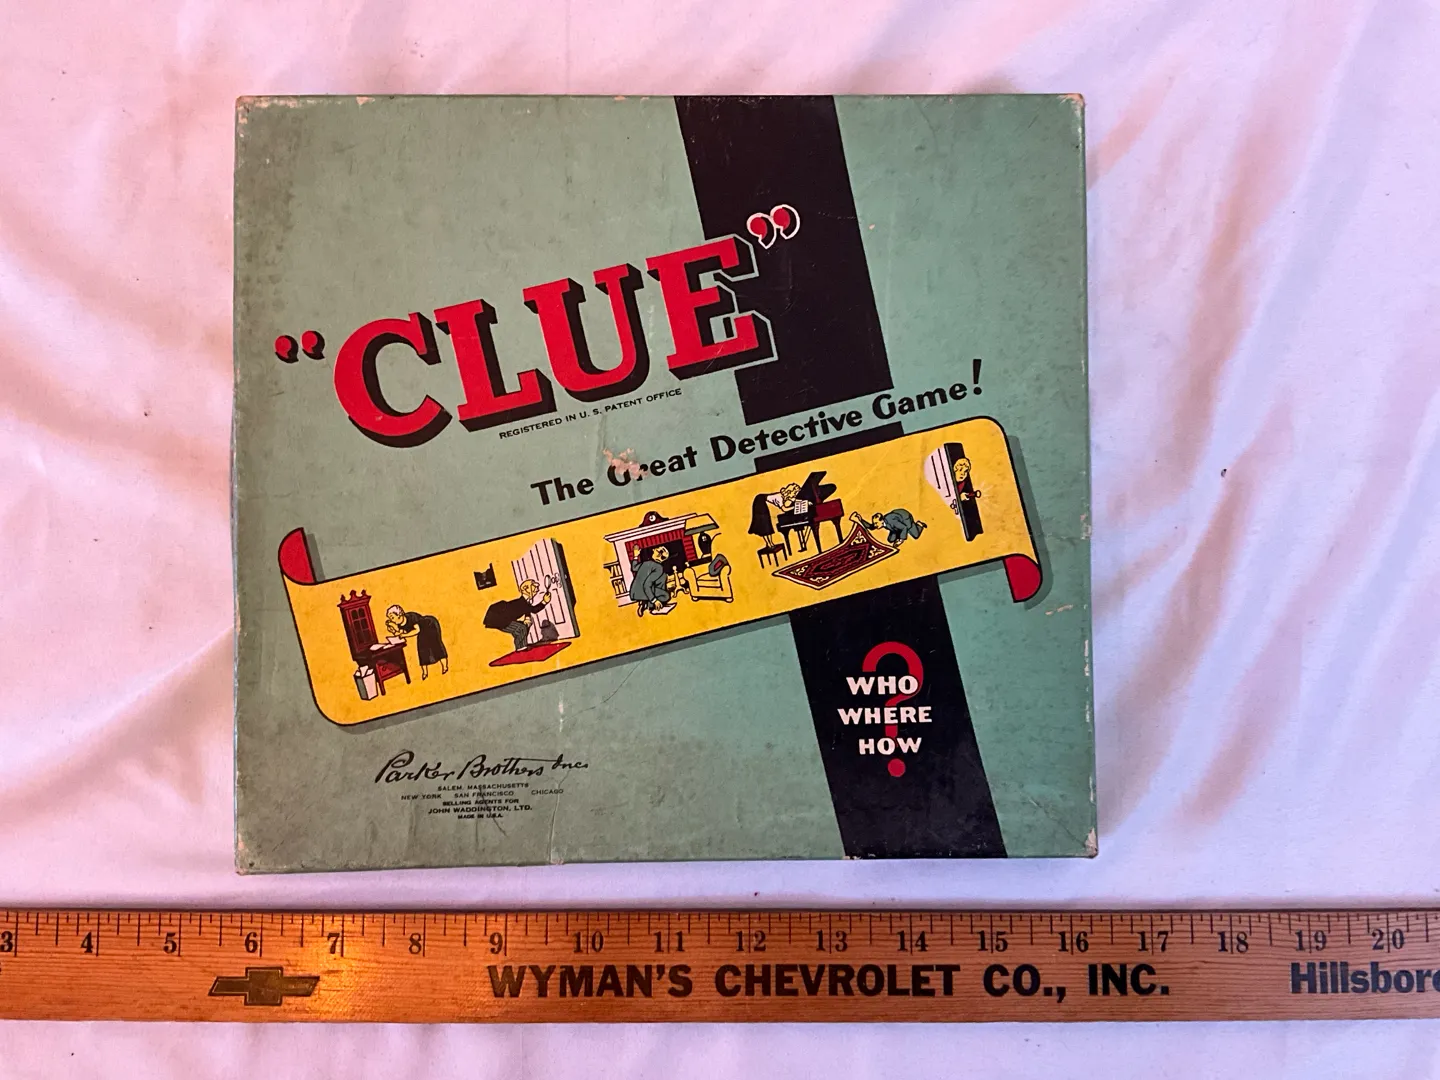 "CLUE"
REGISTERED IN U. S. PATENT OFFICE
The Great Detective Game!
?
WHO
WHERE
HOW
Parker Brothers Inc.
SALEM, MASSACHUSETTS
NEW YORK SAN FRANCISCO CHICAGO
SELLING AGENTS FOR
JOHN WADDINGTON, LTD.
MADE IN U.S.A.
3 4 5 6 7 8 9 10 11 12 13 14 15 16 17 18 19 20
WYMAN'S CHEVROLET CO., INC. Hillsboro